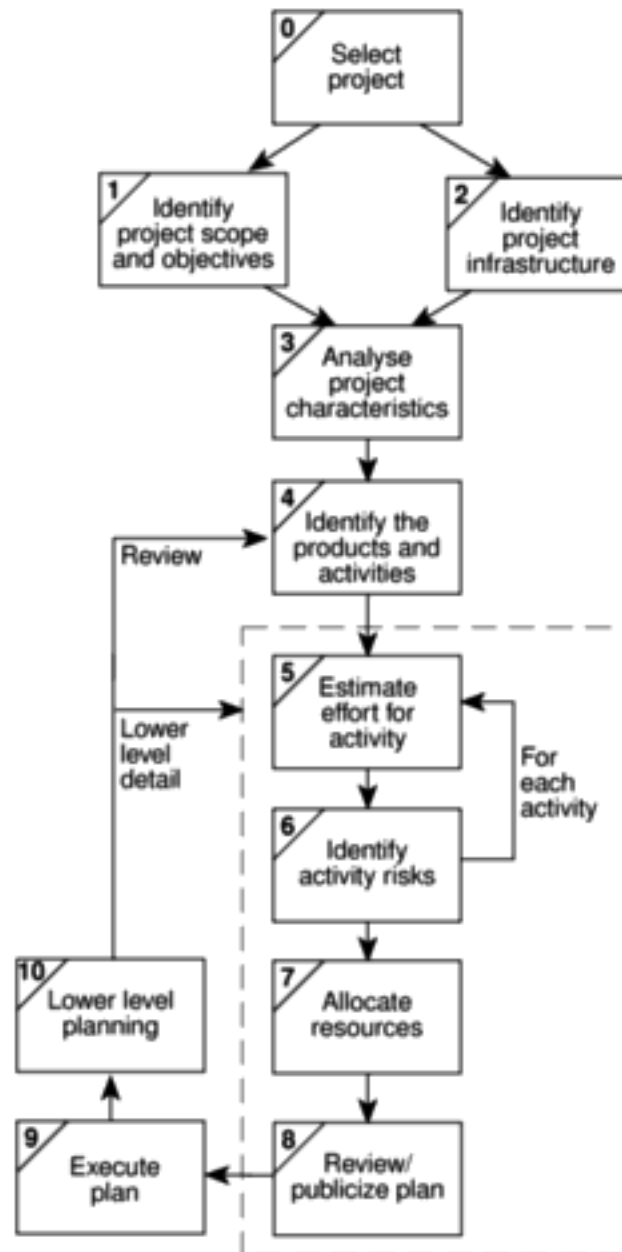 0
Select
project
1
Identify
project scope
and objectives
2
Identify
project
infrastructure
3
Analyse
project
characteristics
4
Identify the
products and
activities
Review
5
Estimate
effort for
activity
Lower
level
detail
For
each
activity
6
Identify
activity risks
10
Lower level
planning
7
Allocate
resources
9
Execute
plan
8
Review/
publicize plan